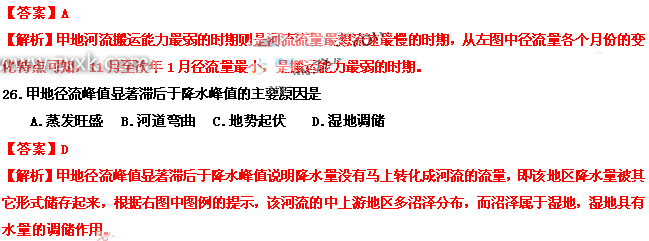 【答案】A
【解析】甲地河流搬运能力最弱的时期则是河流流量最 流速最慢的时期，从左图中径流量各个月份的变
化特点可知，11月至次年1月径流量最小，是搬运能力最弱的时期。
26.甲地径流峰值显著滞后于降水峰值的主要原因是
A.蒸发旺盛 B.河道弯曲 C.地势起伏 D.湿地调储
【答案】D
【解析】甲地径流峰值显著滞后于降水峰值说明降水量没有马上转化成河流的流量，即该地区降水量被其
它形式储存起来，根据右图中图例的提示，该河流的中上游地区多沼泽分布，而沼泽属于湿地，湿地具有
水量的调储作用。